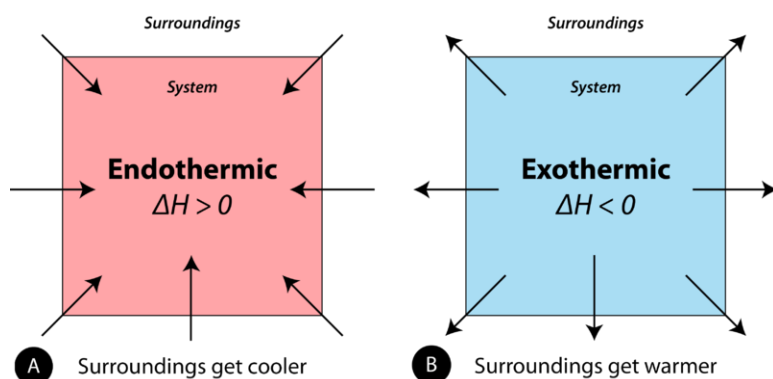 Surroundings
System
Endothermic
ΔH > 0
A Surroundings get cooler
Surroundings
System
Exothermic
ΔH < 0
B Surroundings get warmer